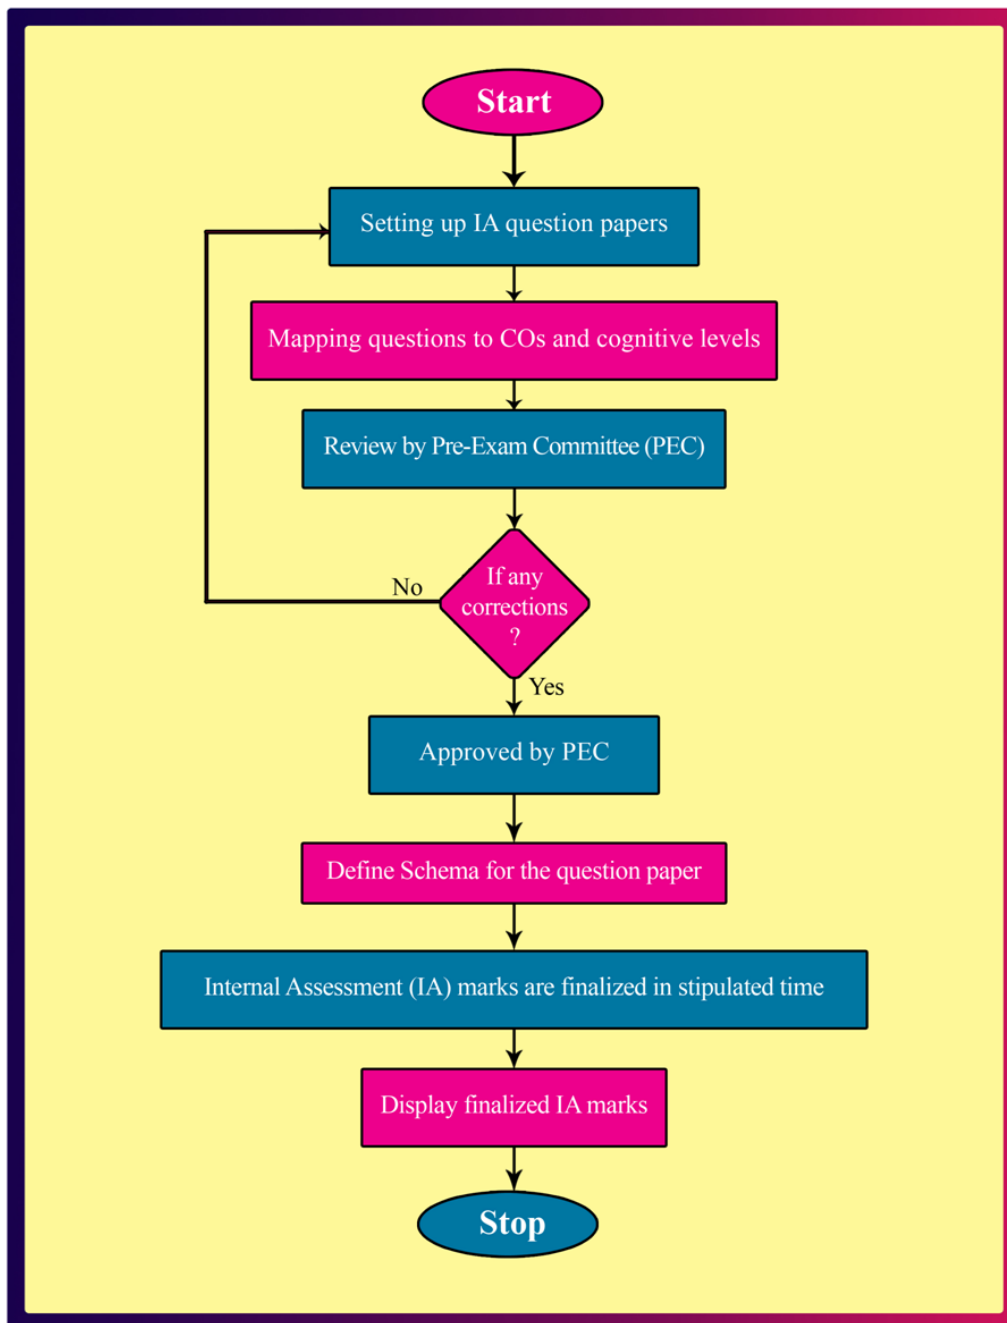 Start
Setting up IA question papers
Mapping questions to COs and cognitive levels
Review by Pre-Exam Committee (PEC)
If any
corrections
?
No
Yes
Approved by PEC
Define Schema for the question paper
Internal Assessment (IA) marks are finalized in stipulated time
Display finalized IA marks
Stop